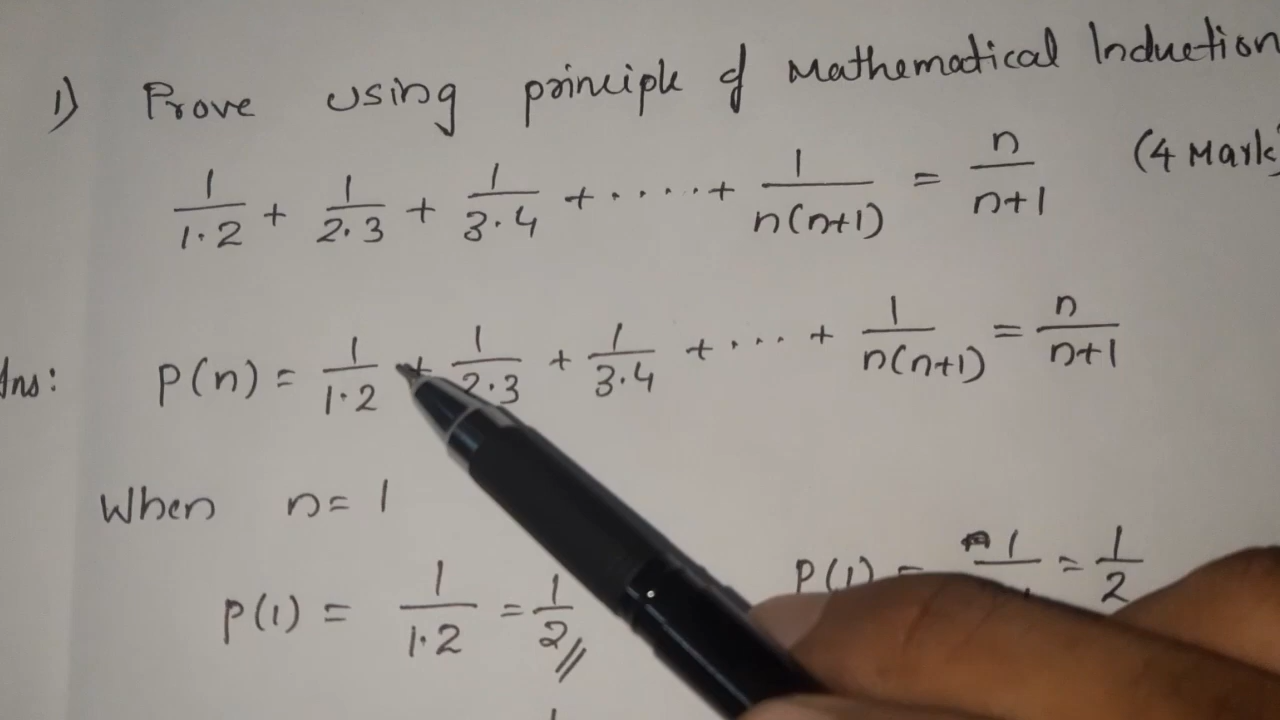 1) Prove using principle of Mathematical Induction
1/1·2 + 1/2·3 + 1/3·4 + ····· + 1/n(n+1) = n/n+1 (4 Mark
Ans: P(n) = 1/1·2 + 1/2·3 + 1/3·4 + ··· + 1/n(n+1) = n/n+1
When n = 1
P(1) = 1/1·2 = 1/2 // P(1) = 1/ = 1/2